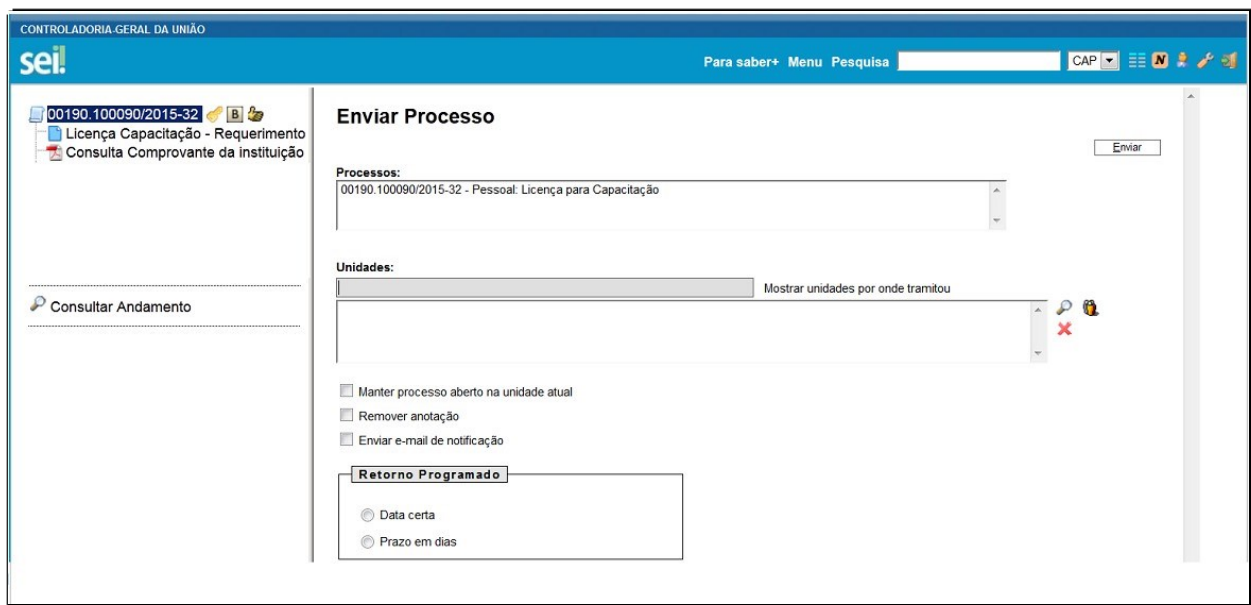 CONTROLADORIA-GERAL DA UNIÃO
sei!
Para saber+ Menu Pesquisa
CAP
N
00190.100090/2015-32
B
Licença Capacitação - Requerimento
Consulta Comprovante da instituição
Consultar Andamento
Enviar Processo
Enviar
Processos:
00190.100090/2015-32 - Pessoal: Licença para Capacitação
Unidades:
Mostrar unidades por onde tramitou
Manter processo aberto na unidade atual
Remover anotação
Enviar e-mail de notificação
Retorno Programado
Data certa
Prazo em dias